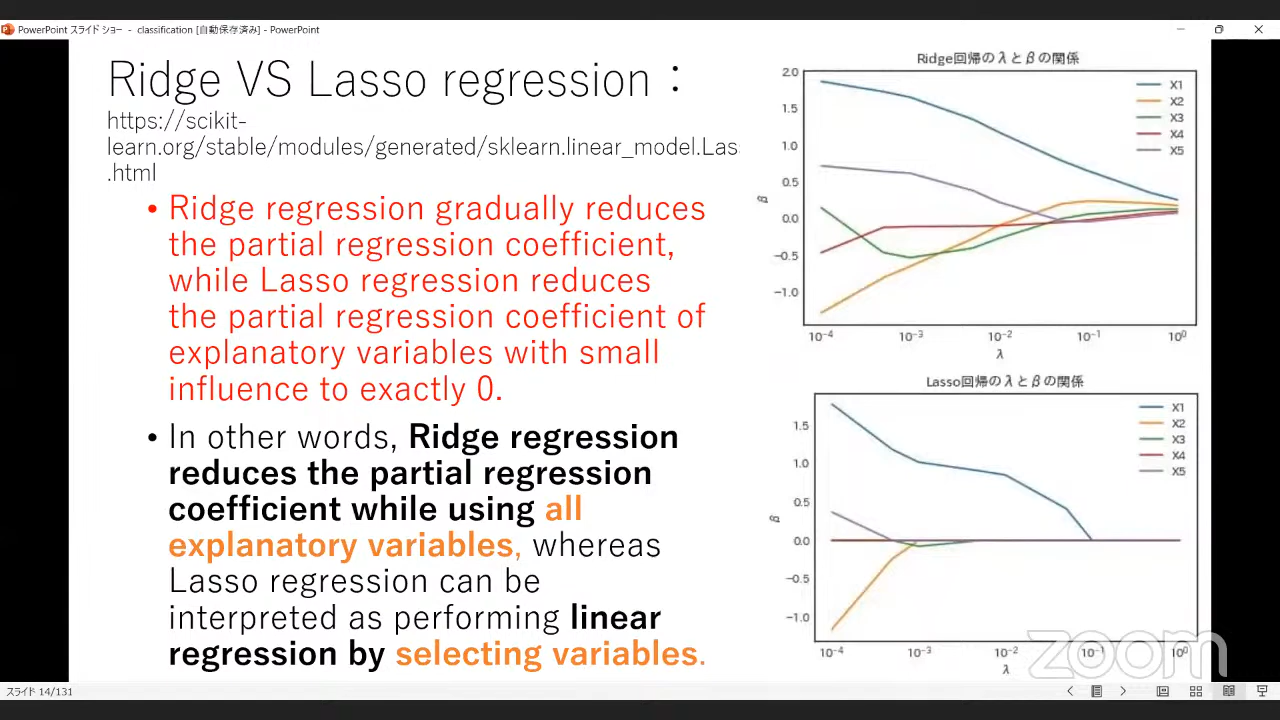 PowerPoint スライド ショー - classification [自動保存済み] - PowerPoint
Ridge VS Lasso regression：
https://scikit-
learn.org/stable/modules/generated/sklearn.linear_model.Las
.html
• Ridge regression gradually reduces
the partial regression coefficient,
while Lasso regression reduces
the partial regression coefficient of
explanatory variables with small
influence to exactly 0.
• In other words, Ridge regression
reduces the partial regression
coefficient while using all
explanatory variables, whereas
Lasso regression can be
interpreted as performing linear
regression by selecting variables.
Ridge回帰のλとβの関係
2.0
1.5
1.0
0.5
0.0
−0.5
−1.0
β
X1
X2
X3
X4
X5
10⁻⁴ 10⁻³ 10⁻² 10⁻¹ 10⁰
λ
Lasso回帰のλとβの関係
1.5
1.0
0.5
0.0
−0.5
−1.0
β
X1
X2
X3
X4
X5
10⁻⁴ 10⁻³ 10⁻² 10⁻¹ 10⁰
λ
zoom
スライド 14/131